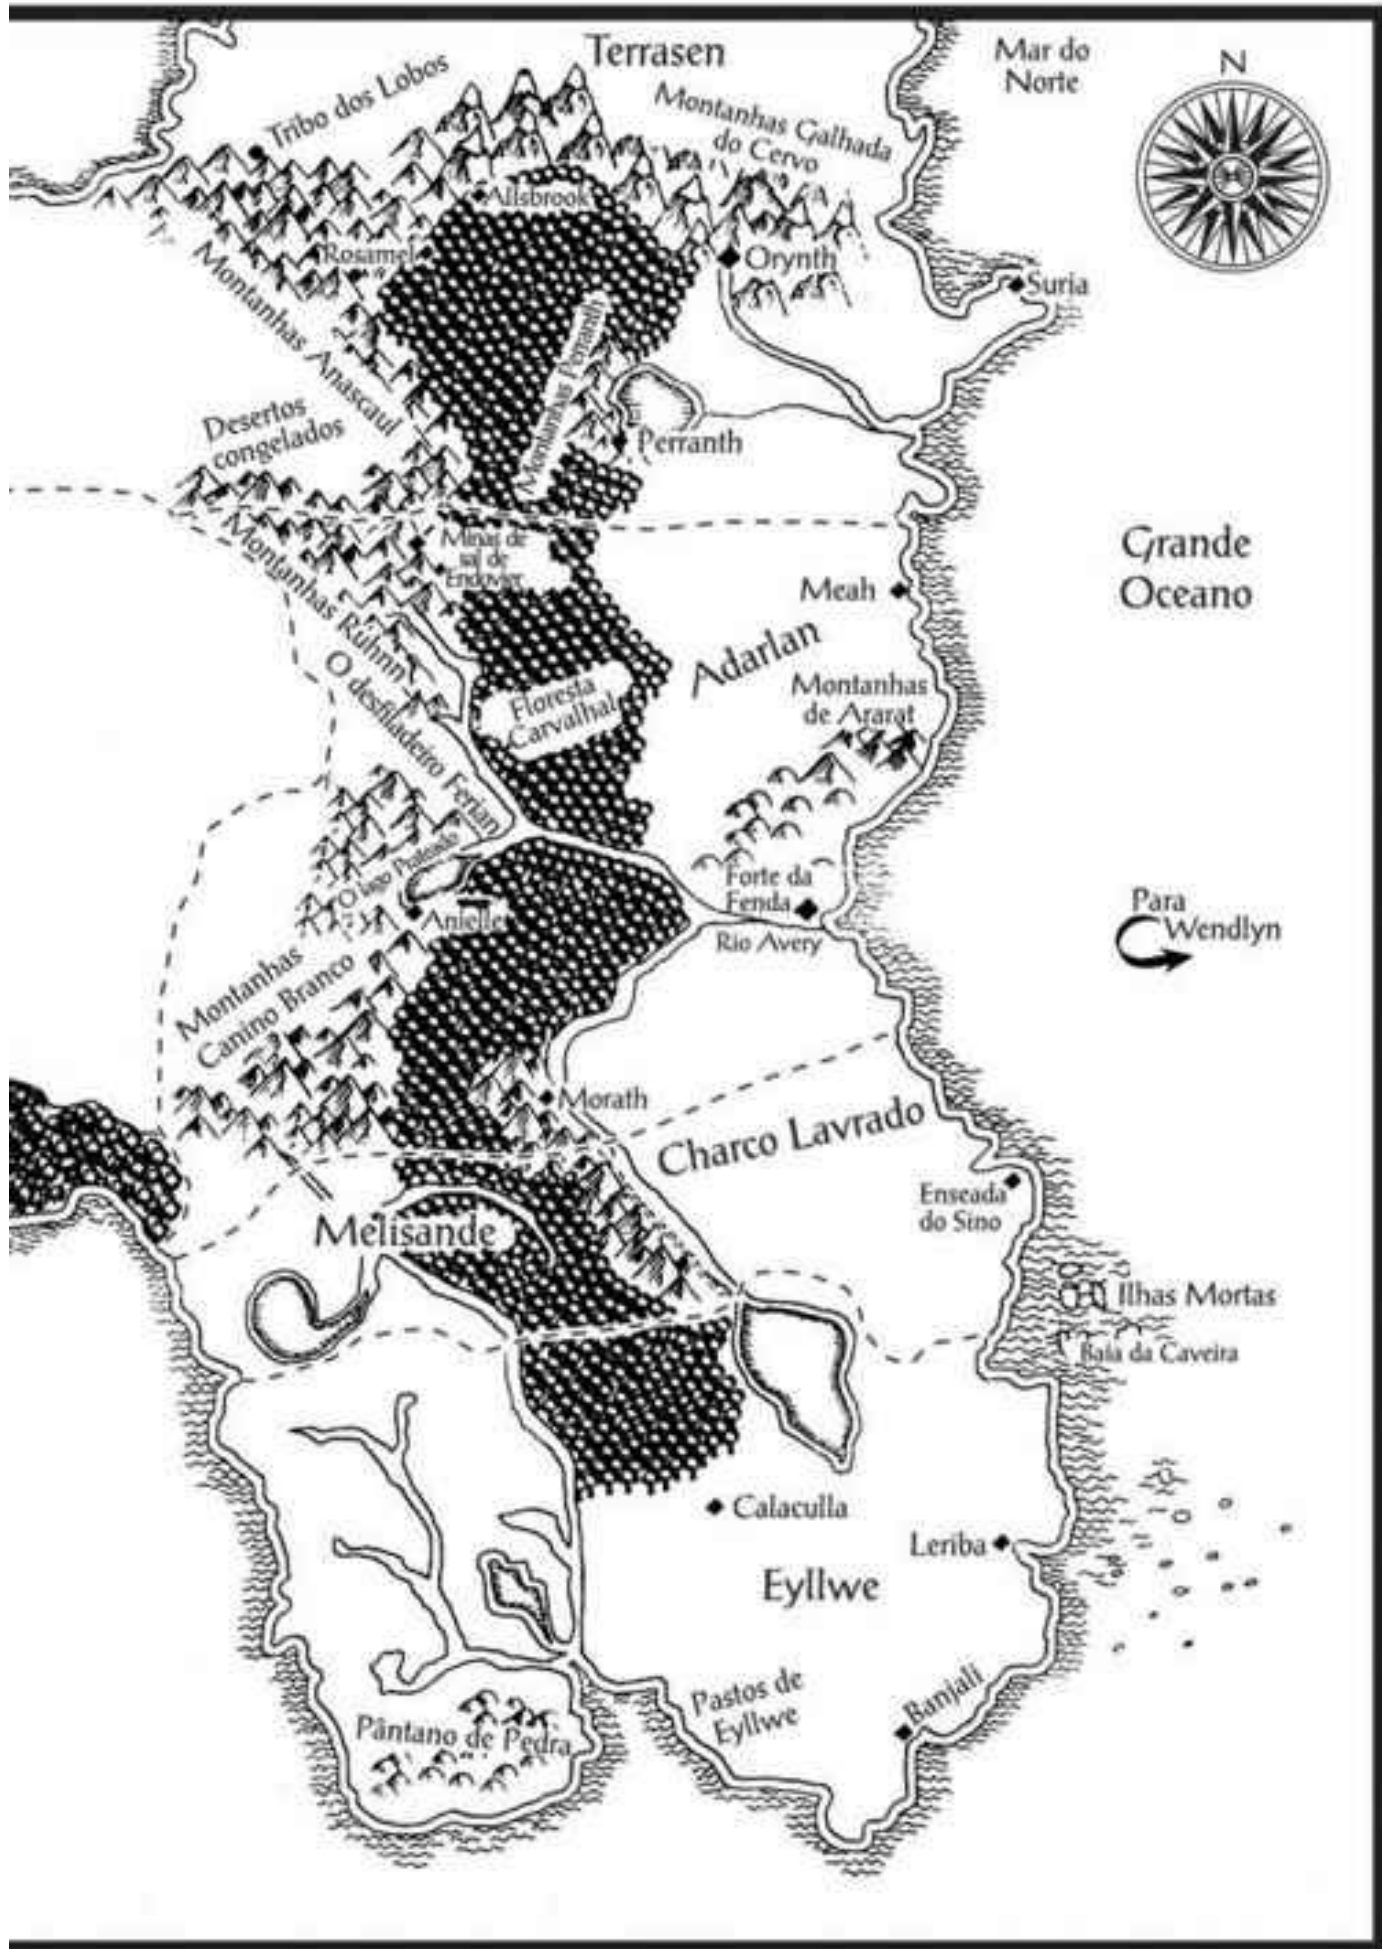 Terrasen
Mar do
Norte
N
Tribo dos Lobos
Montanhas Galhada
do Cervo
Allsbrook
Rosamel
Orynth
Suria
Montanhas Anascaul
Montanhas Perranth
Desertos
congelados
Perranth
Montanhas Rúhnn
Minas de
sal de
Endovier
Grande
Oceano
Meah
Adarlan
O desfiladeiro Ferian
Floresta
Carvalhal
Montanhas
de Ararat
O lago Prateado
Forte da
Fenda
Anielle
Rio Avery
Para
Wendlyn
Montanhas
Canino Branco
Morath
Charco Lavrado
Enseada
do Sino
Melisande
Ilhas Mortas
Baía da Caveira
Calaculla
Leriba
Eyllwe
Pastos de
Eyllwe
Banjali
Pântano de Pedra